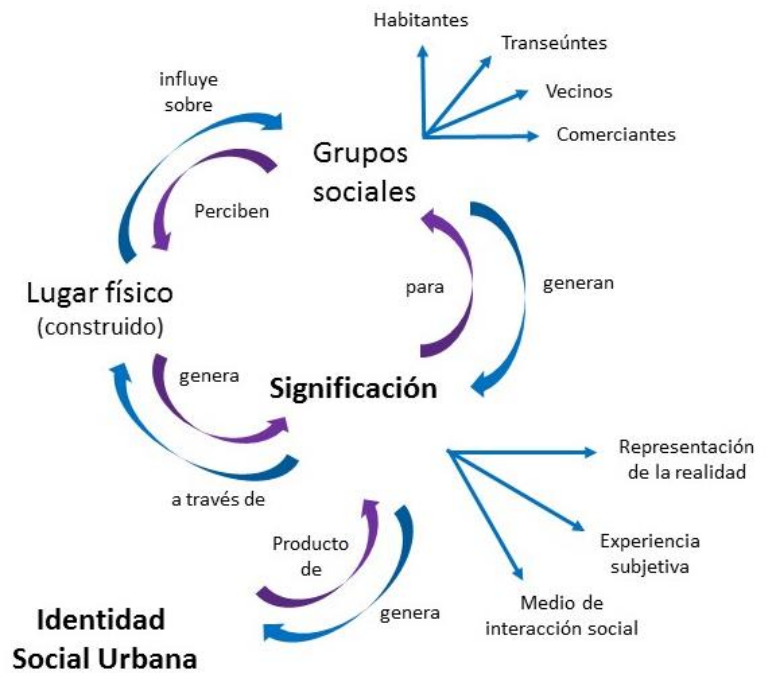 Habitantes
Transeúntes
Vecinos
Comerciantes
influye
sobre
Grupos
sociales
Perciben
Lugar físico
(construido)
para
generan
genera
Significación
a través de
Representación
de la realidad
Experiencia
subjetiva
Medio de
interacción social
Producto
de
genera
Identidad
Social Urbana